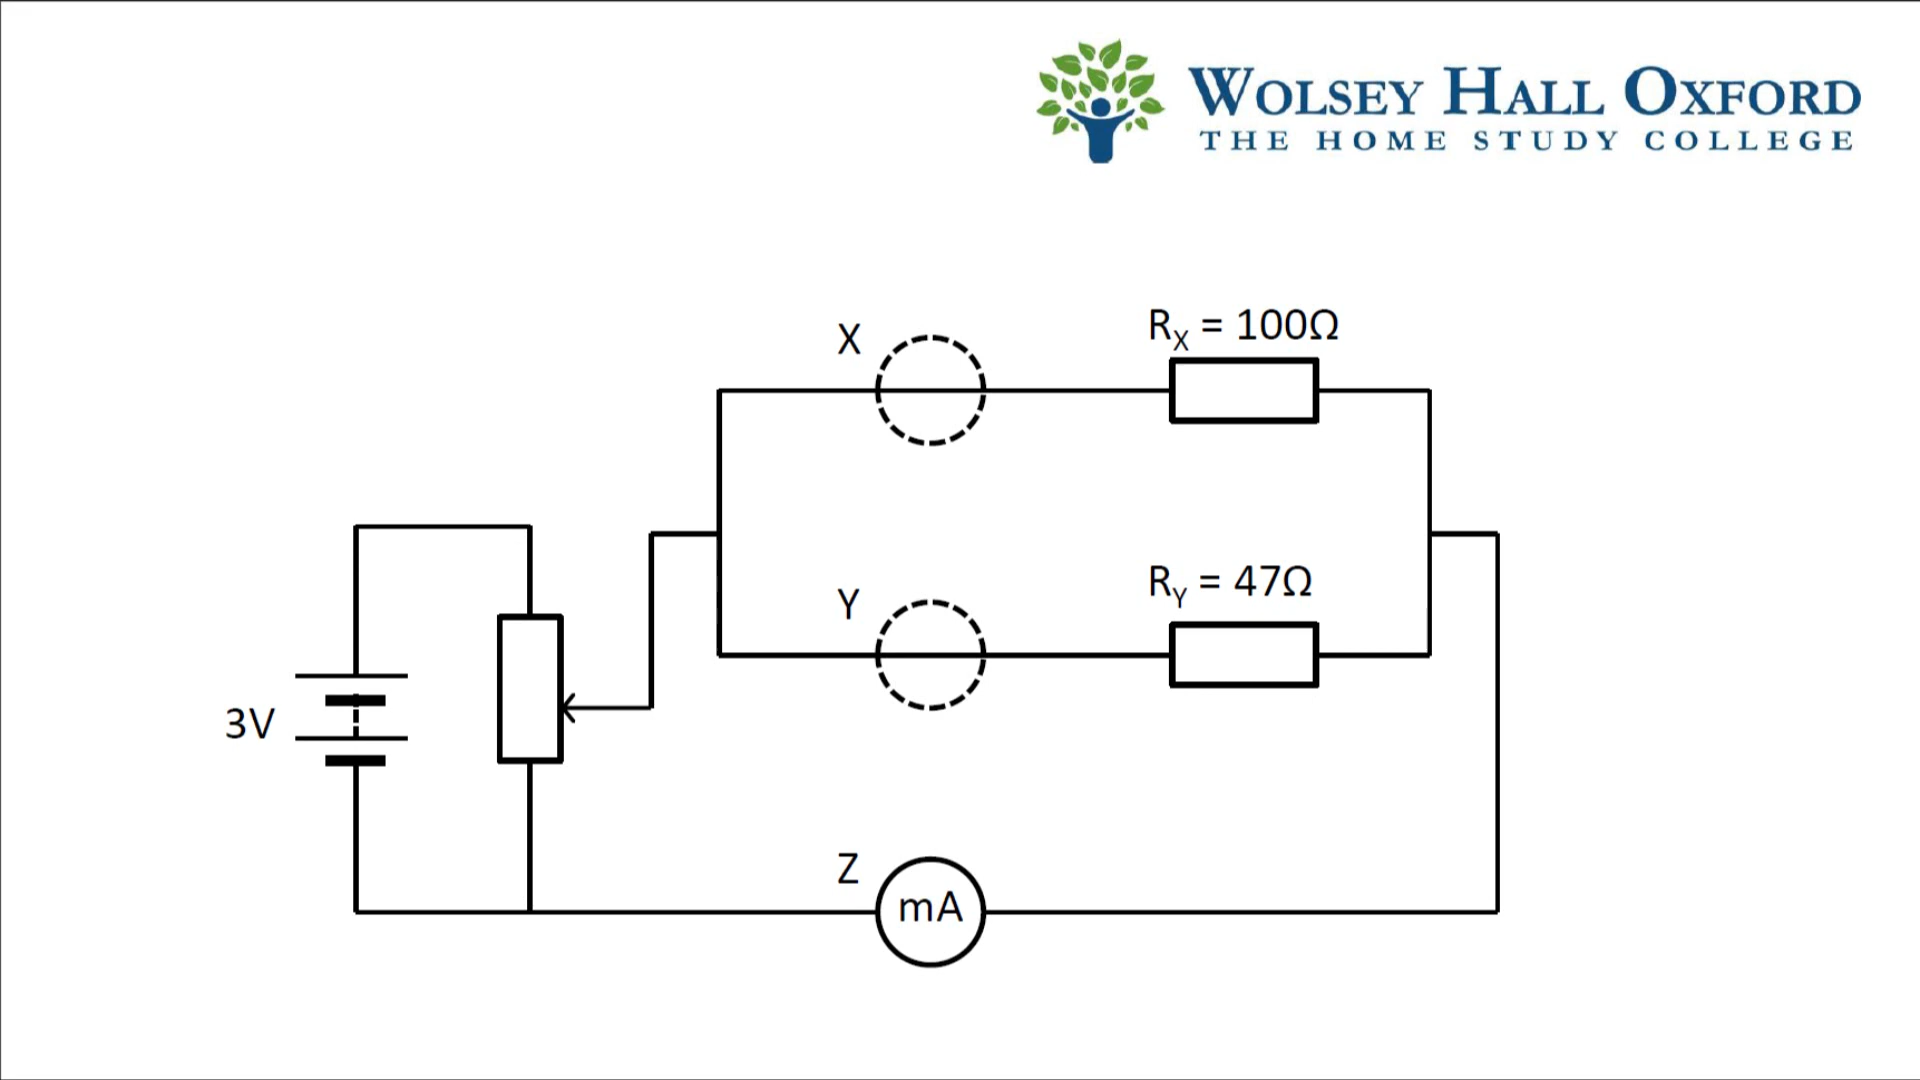 WOLSEY HALL OXFORD
THE HOME STUDY COLLEGE
X
RX = 100Ω
Y
RY = 47Ω
3V
Z
mA